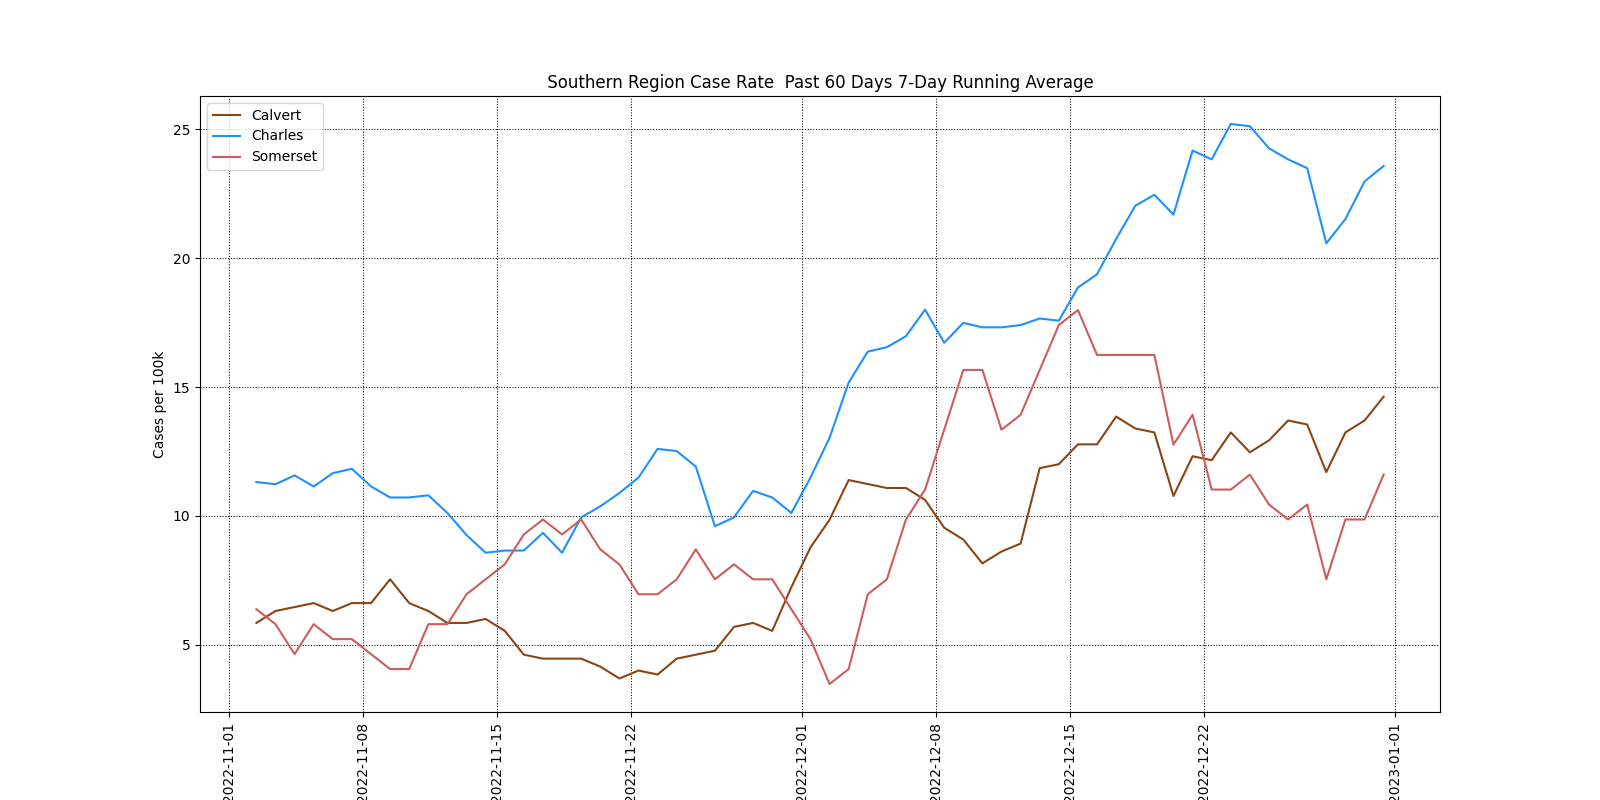 Southern Region Case Rate  Past 60 Days 7-Day Running Average
Calvert
Charles
Somerset
Cases per 100k
25
20
15
10
5
2022-11-01
2022-11-08
2022-11-15
2022-11-22
2022-12-01
2022-12-08
2022-12-15
2022-12-22
2023-01-01